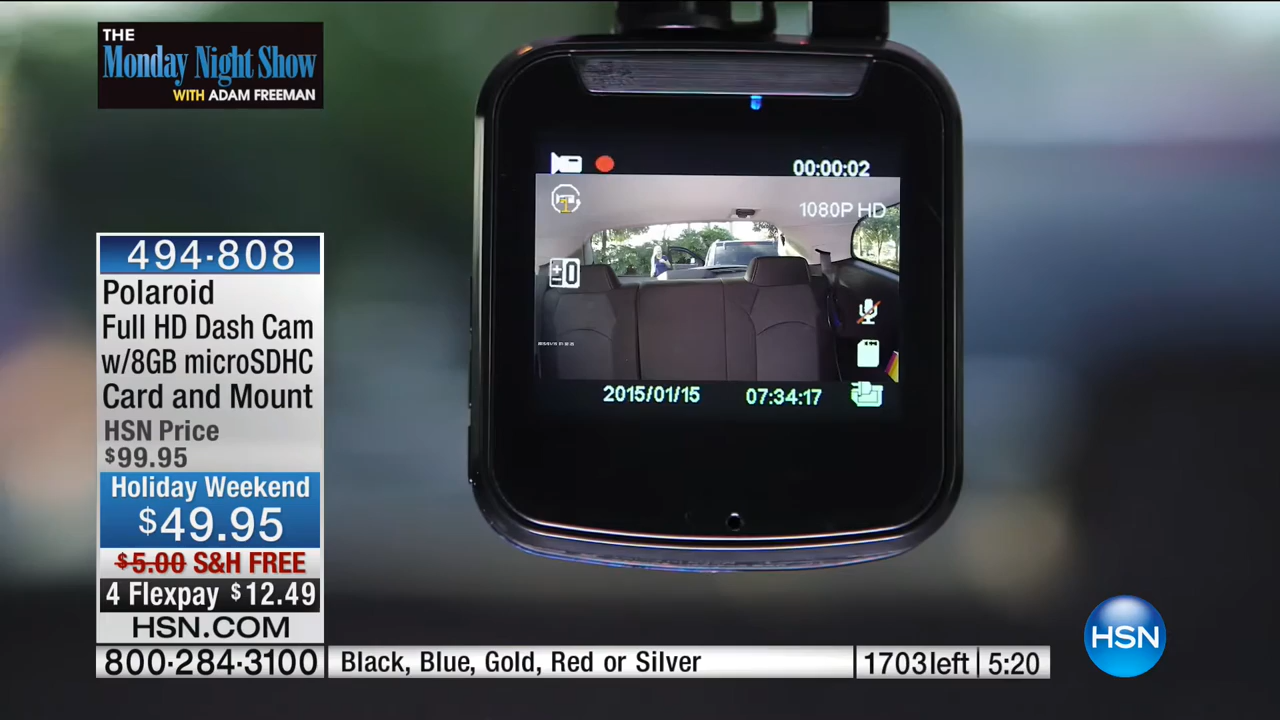 THE
Monday Night Show
WITH ADAM FREEMAN
00:00:02
1080P HD
±0
2015/01/15 07:34:17
494·808
Polaroid
Full HD Dash Cam
w/8GB microSDHC
Card and Mount
HSN Price
$99.95
Holiday Weekend
$49.95
$5.00 S&H FREE
4 Flexpay $12.49
HSN.COM
800·284·3100 Black, Blue, Gold, Red or Silver 1703left 5:20
HSN